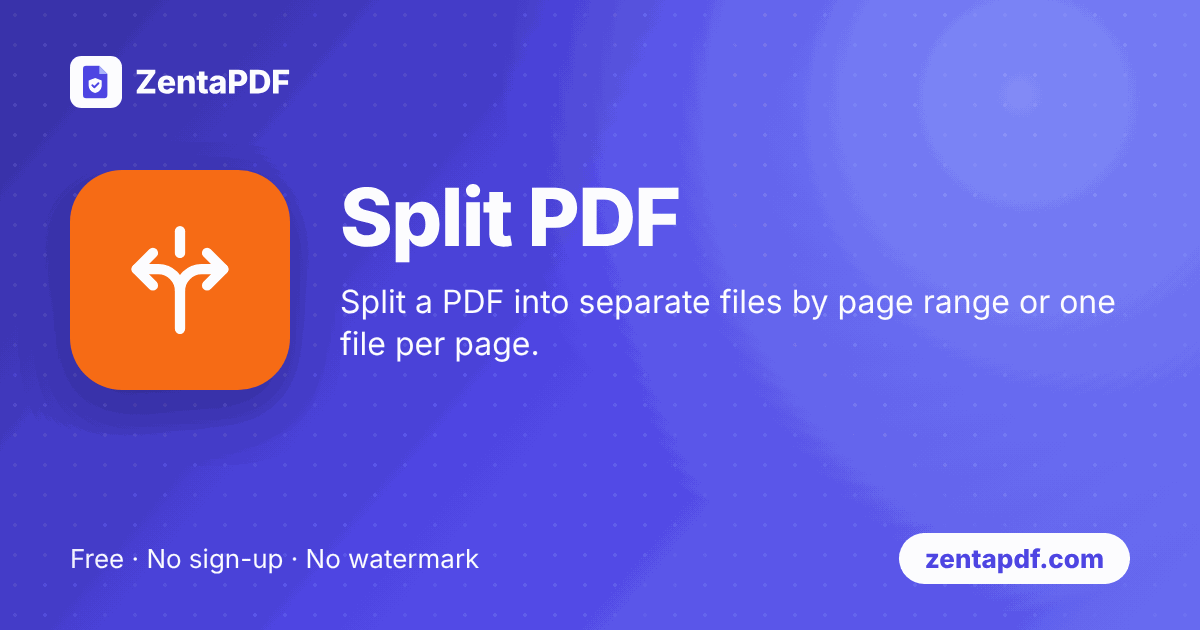 ZentaPDF
Split PDF
Split a PDF into separate files by page range or one
file per page.
Free · No sign-up · No watermark
zentapdf.com